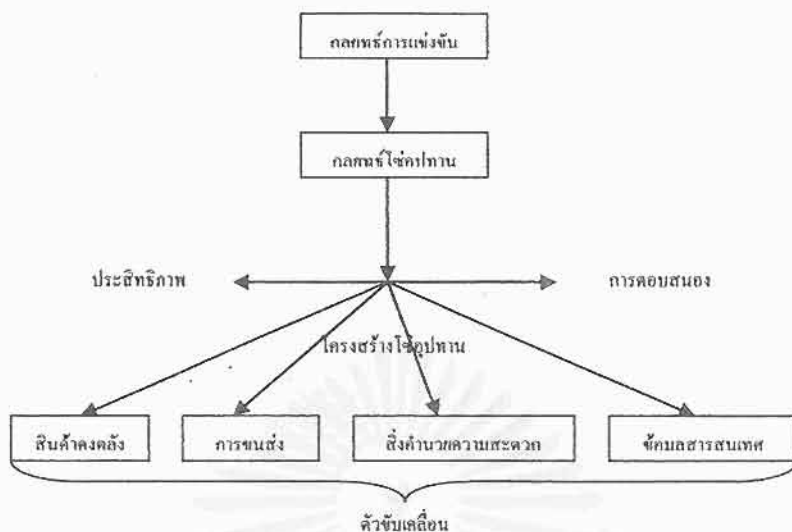 กลยุทธ์การแข่งขัน
กลยุทธ์โซ่อุปทาน
ประสิทธิภาพ
การตอบสนอง
โครงสร้างโซ่อุปทาน
สินค้าคงคลัง
การขนส่ง
สิ่งอำนวยความสะดวก
ข้อมูลสารสนเทศ
ตัวขับเคลื่อน